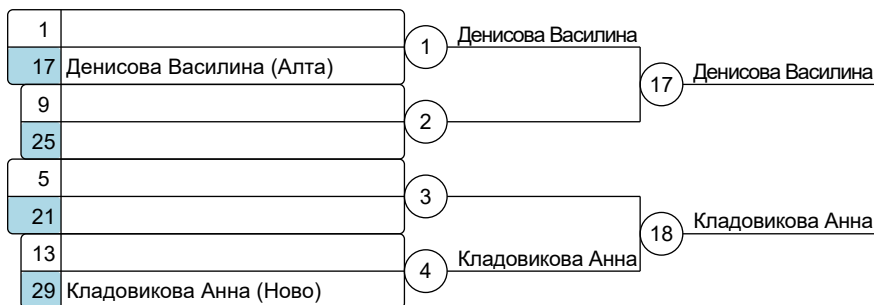 1
17 Денисова Василина (Алта)
1 Денисова Василина
9
25
2
17 Денисова Василина
5
21
3
13
29 Кладовикова Анна (Ново)
4 Кладовикова Анна
18 Кладовикова Анна